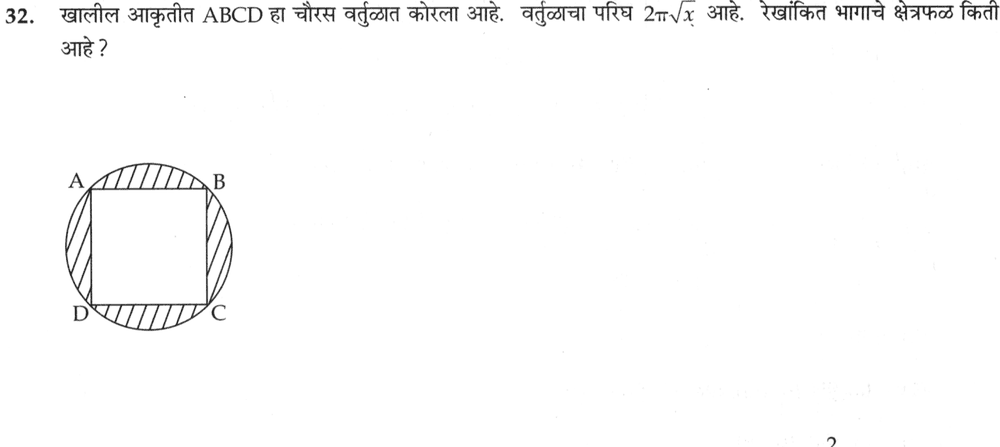 32. खालील आकृतीत ABCD हा चौरस वर्तुळात कोरला आहे. वर्तुळाचा परिघ 2π√x आहे. रेखांकित भागाचे क्षेत्रफळ किती
आहे ?
A B
D C